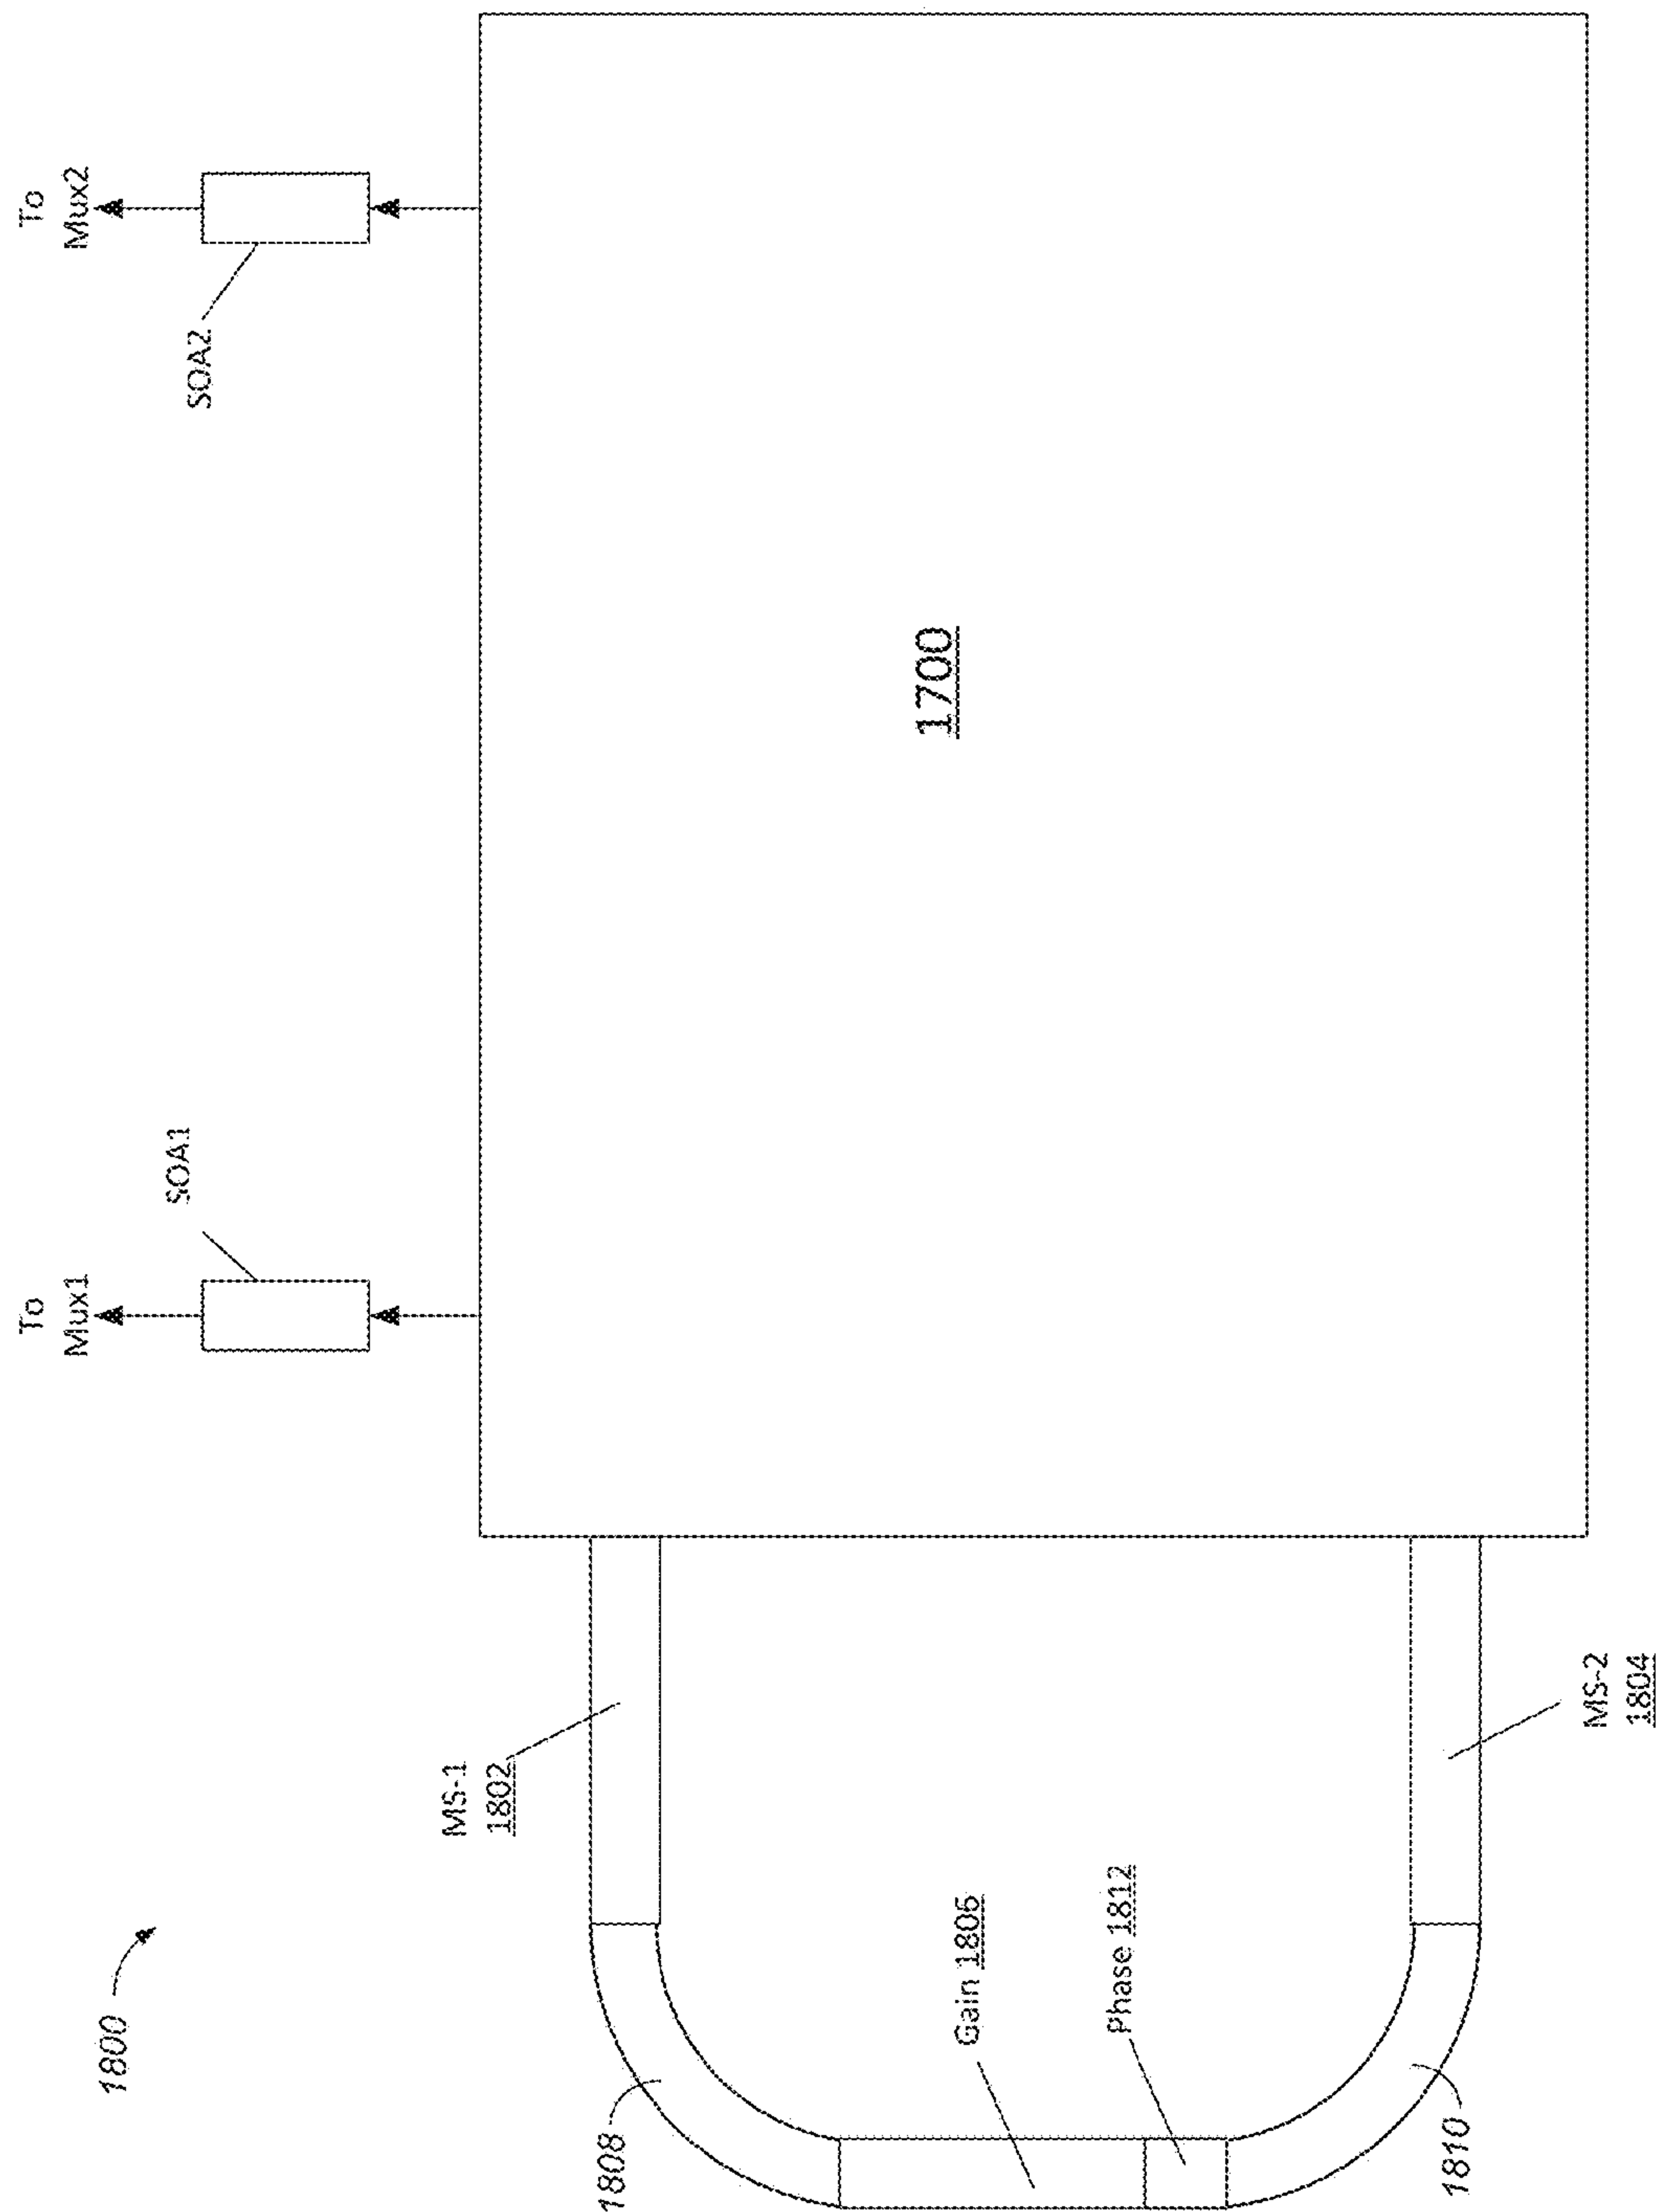 1800
To
Mux1
To
Mux2
SOA1
SOA2
MS-1
1802
1700
1808
Gain 1806
Phase 1812
1810
MS-2
1804